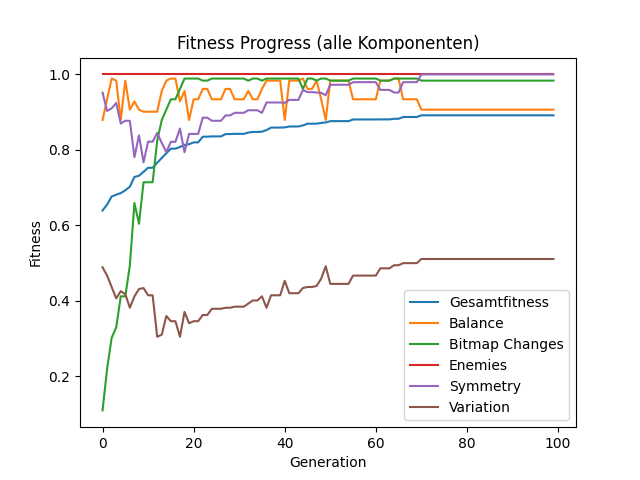 Fitness Progress (alle Komponenten)
Fitness
1.0
0.8
0.6
0.4
0.2
0
20
40
60
80
100
Generation
Gesamtfitness
Balance
Bitmap Changes
Enemies
Symmetry
Variation